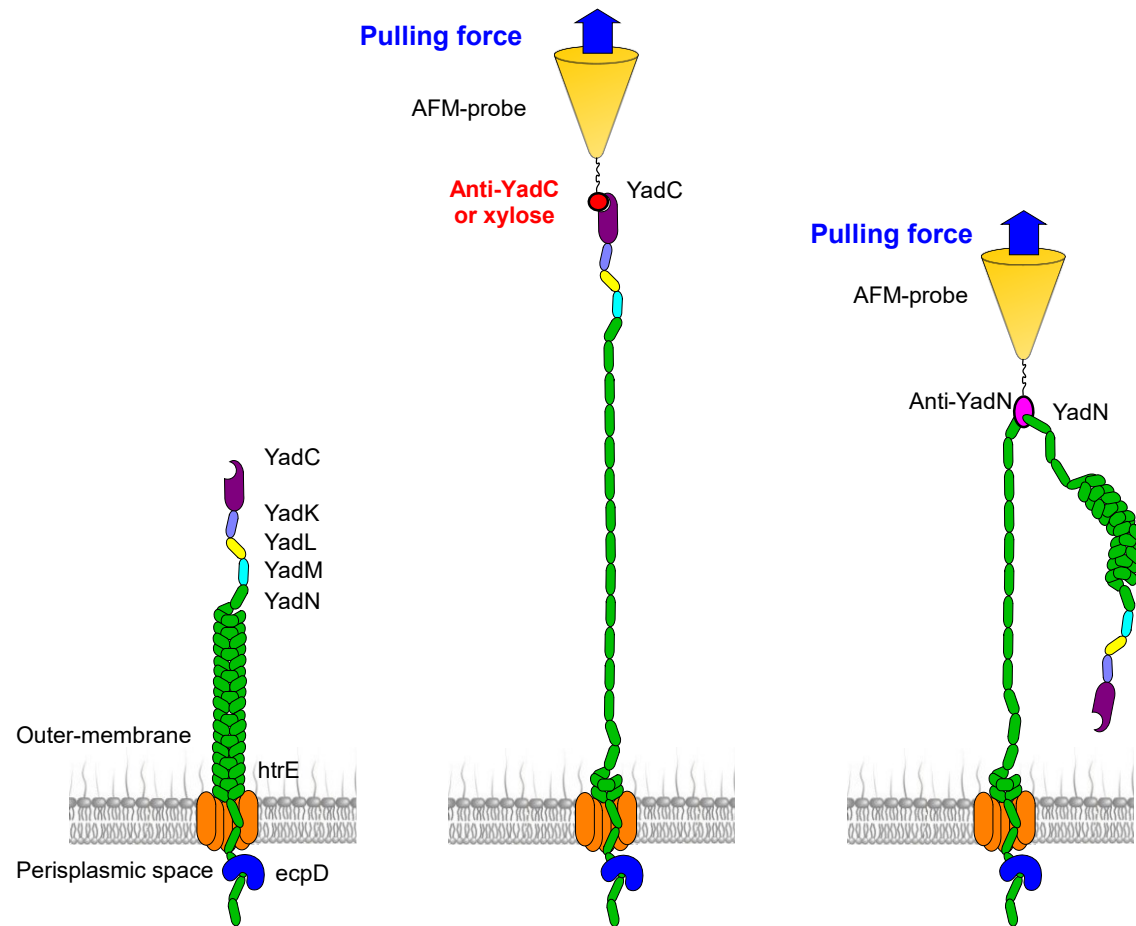 Pulling force
AFM-probe
Anti-YadC
or xylose
YadC
Pulling force
AFM-probe
Anti-YadN
YadN
YadC
YadK
YadL
YadM
YadN
Outer-membrane
htrE
Perisplasmic space
ecpD